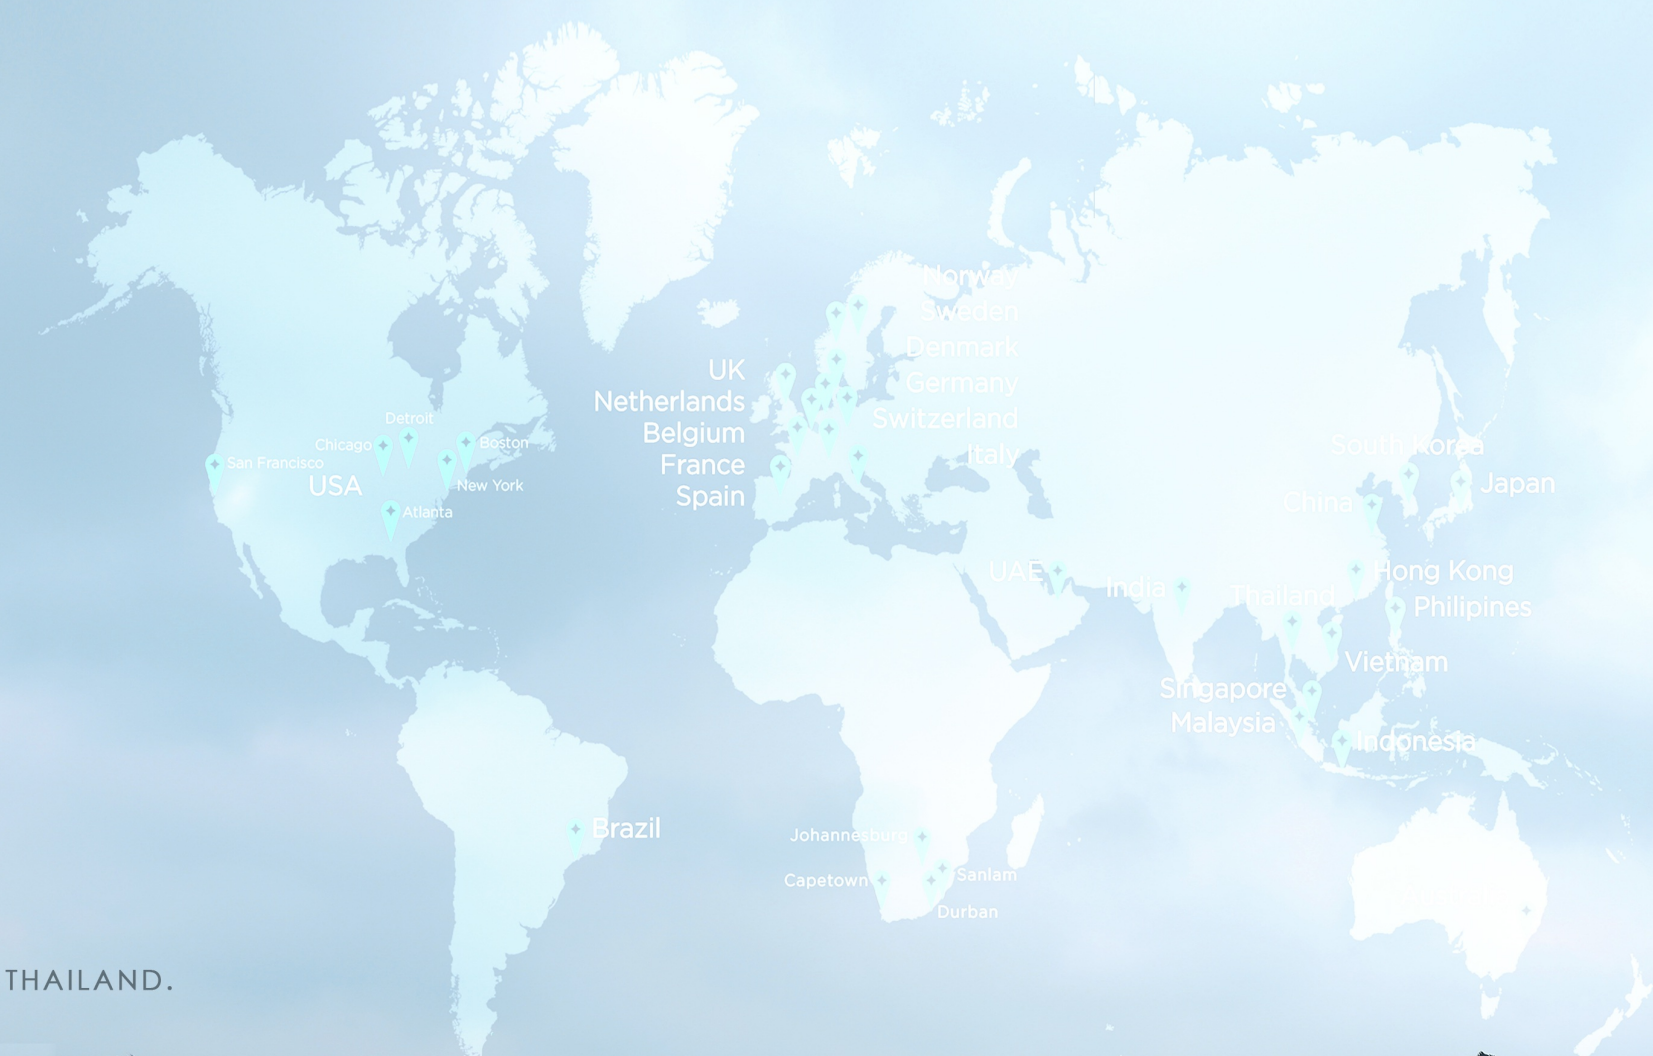 Norway
Sweden
Denmark
Germany
Switzerland
Italy
UK
Netherlands
Belgium
France
Spain
Detroit
Chicago
Boston
San Francisco
USA
New York
Atlanta
South Korea
Japan
China
UAE
India
Thailand
Hong Kong
Philipines
Vietnam
Singapore
Malaysia
Indonesia
Brazil
Johannesburg
Capetown
Sanlam
Durban
THAILAND.